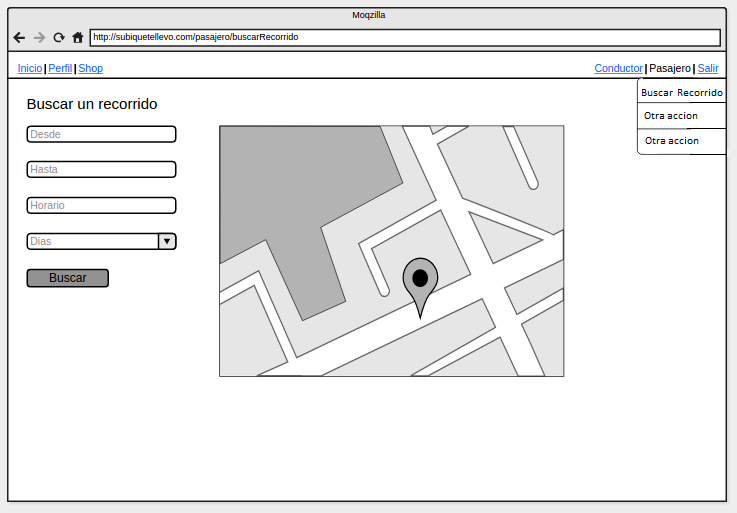 Moqzilla
http://subiquetellevo.com/pasajero/buscarRecorrido
Inicio | Perfil | Shop
Conductor | Pasajero | Salir
Buscar Recorrido
Otra accion
Otra accion
Buscar un recorrido
Desde
Hasta
Horario
Dias
Buscar